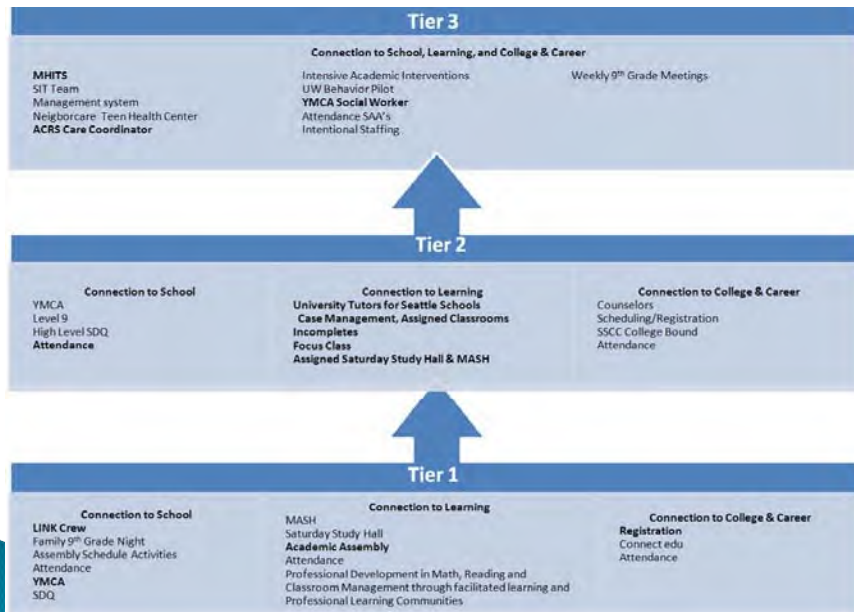 Tier 3
Connection to School, Learning, and College & Career
MHITS
SIT Team
Management system
Neigborcare Teen Health Center
ACRS Care Coordinator
Intensive Academic Interventions
UW Behavior Pilot
YMCA Social Worker
Attendance SAA's
Intentional Staffing
Weekly 9th Grade Meetings
Tier 2
Connection to School
YMCA
Level 9
High Level SDQ
Attendance
Connection to Learning
University Tutors for Seattle Schools
Case Management, Assigned Classrooms
Incompletes
Focus Class
Assigned Saturday Study Hall & MASH
Connection to College & Career
Counselors
Scheduling/Registration
SSCC College Bound
Attendance
Tier 1
Connection to School
LINK Crew
Family 9th Grade Night
Assembly Schedule Activities
Attendance
YMCA
SDQ
Connection to Learning
MASH
Saturday Study Hall
Academic Assembly
Attendance
Professional Development in Math, Reading and
Classroom Management through facilitated learning and
Professional Learning Communities
Connection to College & Career
Registration
Connect edu
Attendance